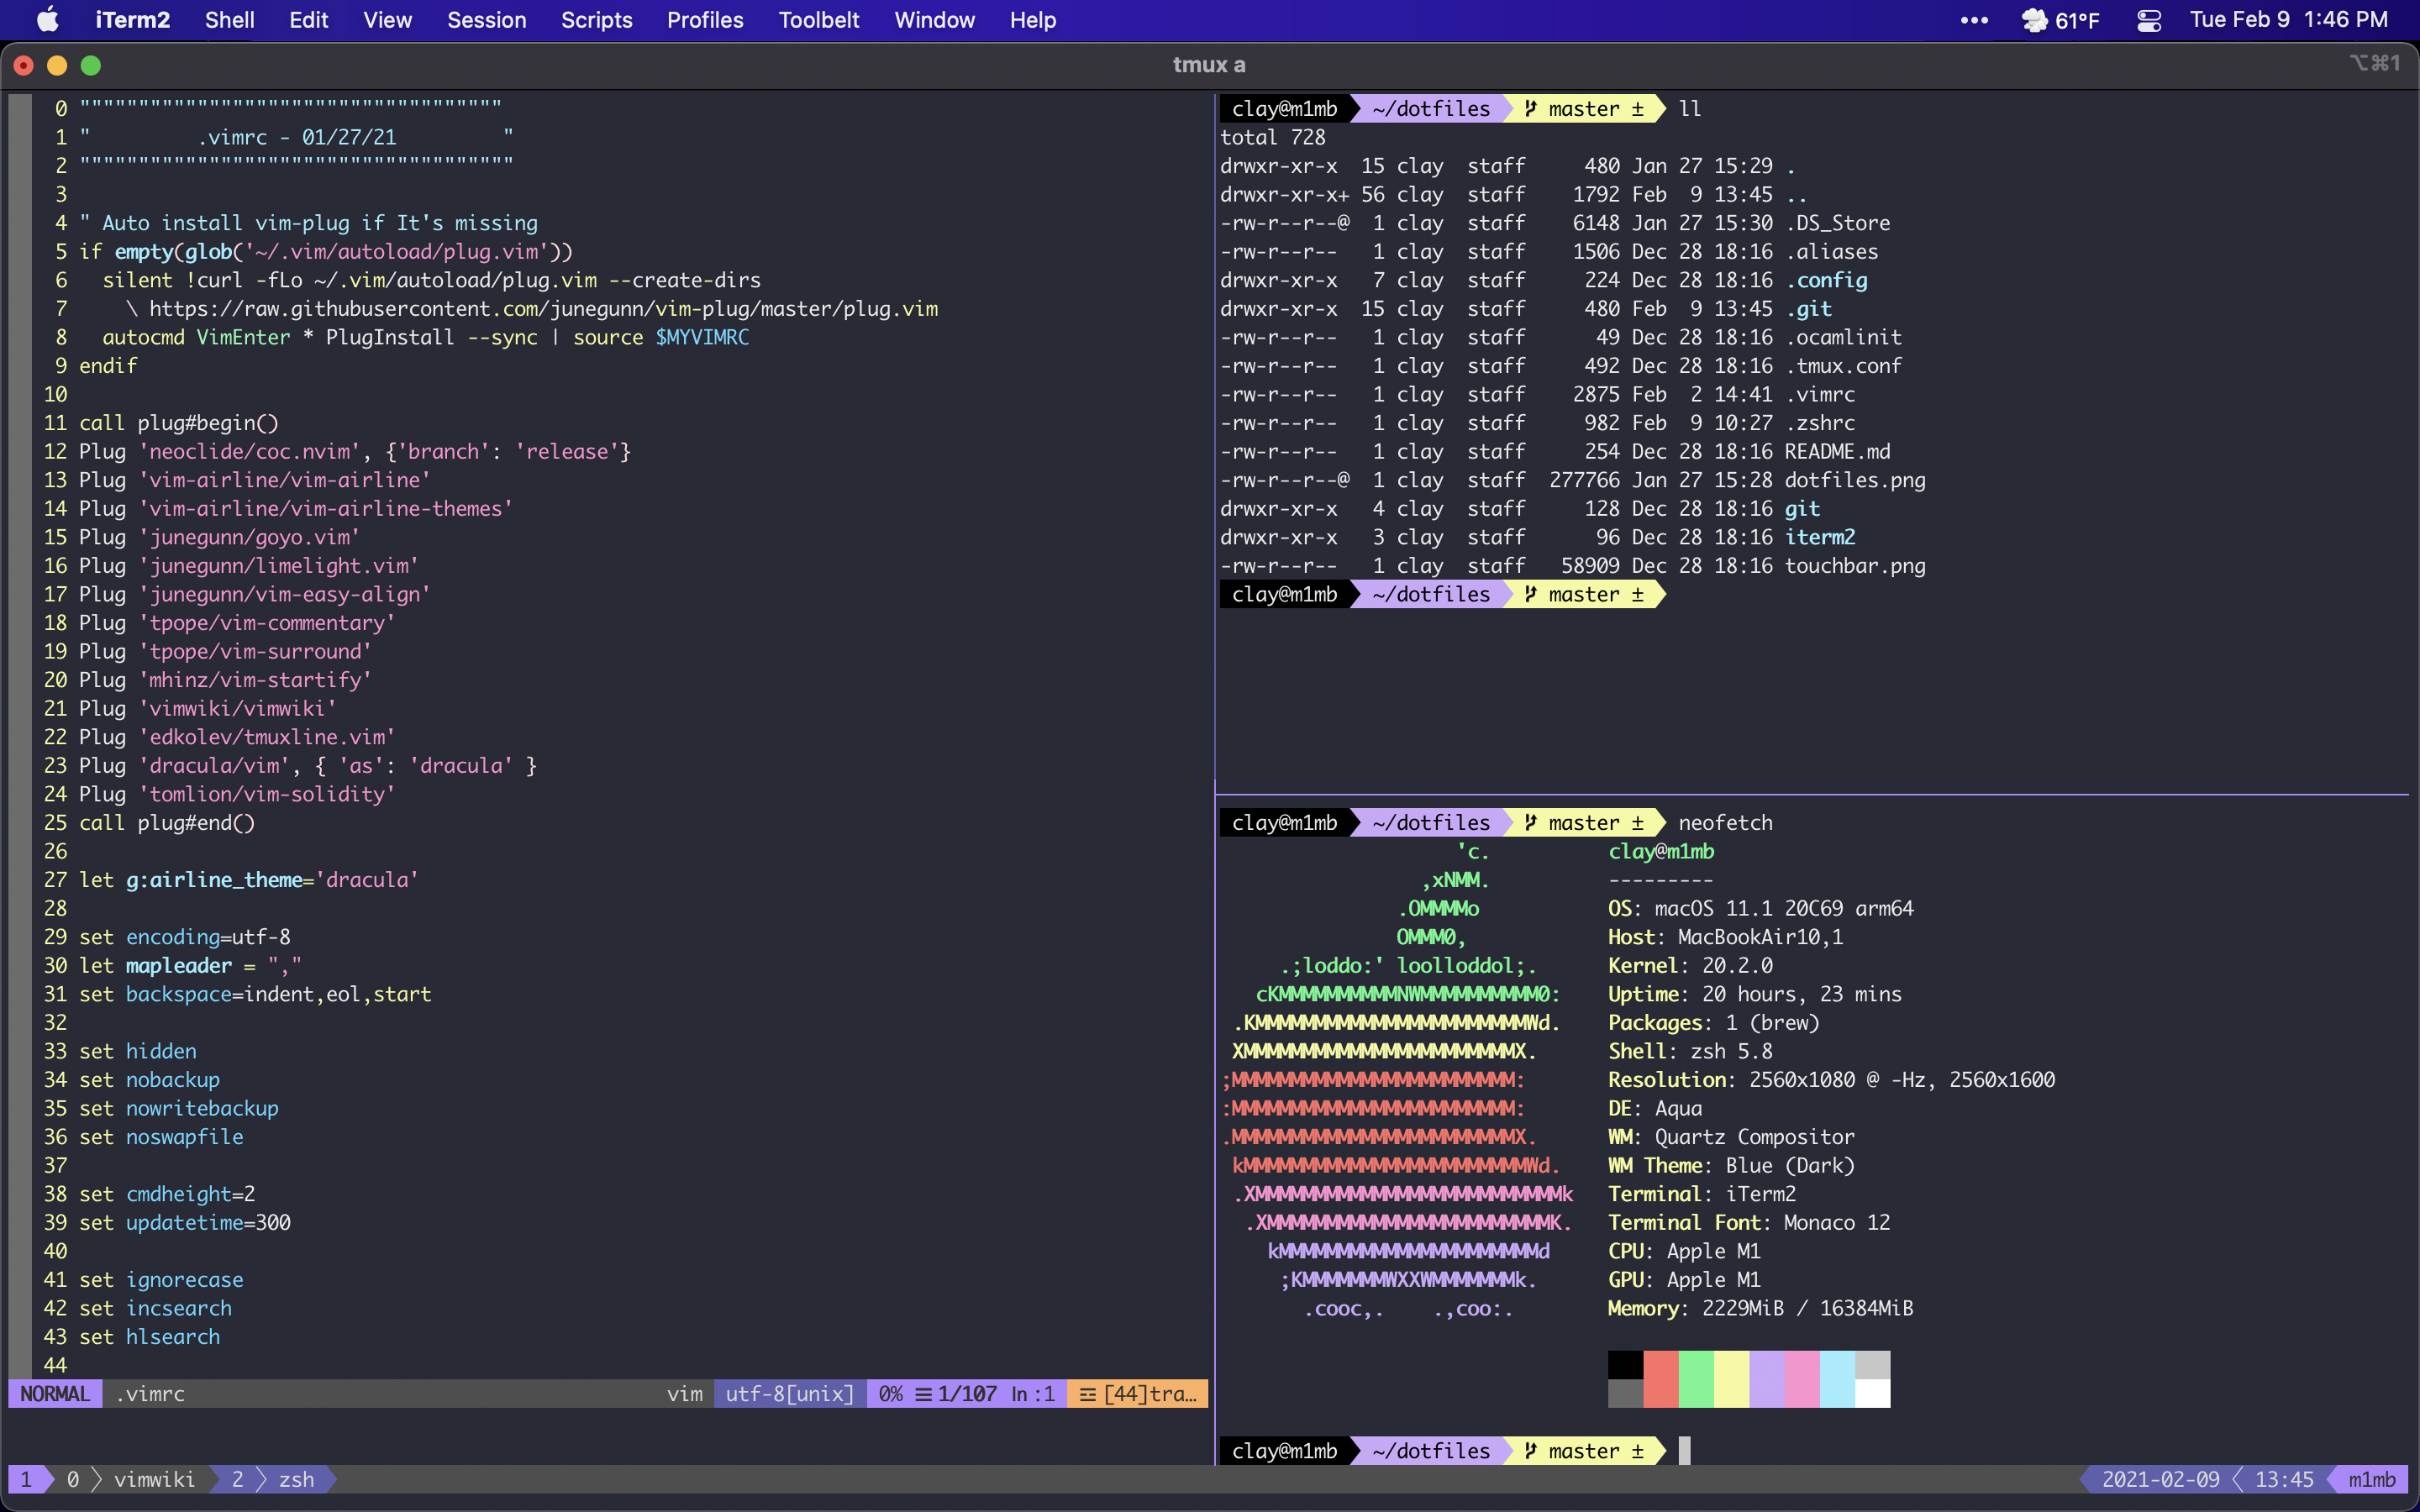 iTerm2 Shell Edit View Session Scripts Profiles Toolbelt Window Help ••• 61°F Tue Feb 9 1:46 PM
tmux a ⌥⌘1
0 """"""""""""""""""""""""""""""""""""
1 " .vimrc - 01/27/21 "
2 """"""""""""""""""""""""""""""""""""
3
4 " Auto install vim-plug if It's missing
5 if empty(glob('~/.vim/autoload/plug.vim'))
6 silent !curl -fLo ~/.vim/autoload/plug.vim --create-dirs
7 \ https://raw.githubusercontent.com/junegunn/vim-plug/master/plug.vim
8 autocmd VimEnter * PlugInstall --sync | source $MYVIMRC
9 endif
10
11 call plug#begin()
12 Plug 'neoclide/coc.nvim', {'branch': 'release'}
13 Plug 'vim-airline/vim-airline'
14 Plug 'vim-airline/vim-airline-themes'
15 Plug 'junegunn/goyo.vim'
16 Plug 'junegunn/limelight.vim'
17 Plug 'junegunn/vim-easy-align'
18 Plug 'tpope/vim-commentary'
19 Plug 'tpope/vim-surround'
20 Plug 'mhinz/vim-startify'
21 Plug 'vimwiki/vimwiki'
22 Plug 'edkolev/tmuxline.vim'
23 Plug 'dracula/vim', { 'as': 'dracula' }
24 Plug 'tomlion/vim-solidity'
25 call plug#end()
26
27 let g:airline_theme='dracula'
28
29 set encoding=utf-8
30 let mapleader = ","
31 set backspace=indent,eol,start
32
33 set hidden
34 set nobackup
35 set nowritebackup
36 set noswapfile
37
38 set cmdheight=2
39 set updatetime=300
40
41 set ignorecase
42 set incsearch
43 set hlsearch
44
NORMAL .vimrc vim utf-8[unix] 0% ☰ 1/107 ln :1 ☲ [44]tra…
clay@m1mb ~/dotfiles master ± ll
total 728
drwxr-xr-x 15 clay staff 480 Jan 27 15:29 .
drwxr-xr-x+ 56 clay staff 1792 Feb 9 13:45 ..
-rw-r--r--@ 1 clay staff 6148 Jan 27 15:30 .DS_Store
-rw-r--r-- 1 clay staff 1506 Dec 28 18:16 .aliases
drwxr-xr-x 7 clay staff 224 Dec 28 18:16 .config
drwxr-xr-x 15 clay staff 480 Feb 9 13:45 .git
-rw-r--r-- 1 clay staff 49 Dec 28 18:16 .ocamlinit
-rw-r--r-- 1 clay staff 492 Dec 28 18:16 .tmux.conf
-rw-r--r-- 1 clay staff 2875 Feb 2 14:41 .vimrc
-rw-r--r-- 1 clay staff 982 Feb 9 10:27 .zshrc
-rw-r--r-- 1 clay staff 254 Dec 28 18:16 README.md
-rw-r--r--@ 1 clay staff 277766 Jan 27 15:28 dotfiles.png
drwxr-xr-x 4 clay staff 128 Dec 28 18:16 git
drwxr-xr-x 3 clay staff 96 Dec 28 18:16 iterm2
-rw-r--r-- 1 clay staff 58909 Dec 28 18:16 touchbar.png
clay@m1mb ~/dotfiles master ±
clay@m1mb ~/dotfiles master ± neofetch
'c. clay@m1mb
,xNMM. ---------
.OMMMMo OS: macOS 11.1 20C69 arm64
OMMM0, Host: MacBookAir10,1
.;loddo:' loolloddol;. Kernel: 20.2.0
cKMMMMMMMMMMNWMMMMMMMMMM0: Uptime: 20 hours, 23 mins
.KMMMMMMMMMMMMMMMMMMMMMMMWd. Packages: 1 (brew)
XMMMMMMMMMMMMMMMMMMMMMMMX. Shell: zsh 5.8
;MMMMMMMMMMMMMMMMMMMMMMMM: Resolution: 2560x1080 @ -Hz, 2560x1600
:MMMMMMMMMMMMMMMMMMMMMMMM: DE: Aqua
.MMMMMMMMMMMMMMMMMMMMMMMMX. WM: Quartz Compositor
kMMMMMMMMMMMMMMMMMMMMMMMMWd. WM Theme: Blue (Dark)
.XMMMMMMMMMMMMMMMMMMMMMMMMMMk Terminal: iTerm2
.XMMMMMMMMMMMMMMMMMMMMMMMMK. Terminal Font: Monaco 12
kMMMMMMMMMMMMMMMMMMMMMMd CPU: Apple M1
;KMMMMMMMWXXWMMMMMMMk. GPU: Apple M1
.cooc,. .,coo:. Memory: 2229MiB / 16384MiB
clay@m1mb ~/dotfiles master ±
1 0 vimwiki 2 zsh 2021-02-09 13:45 m1mb